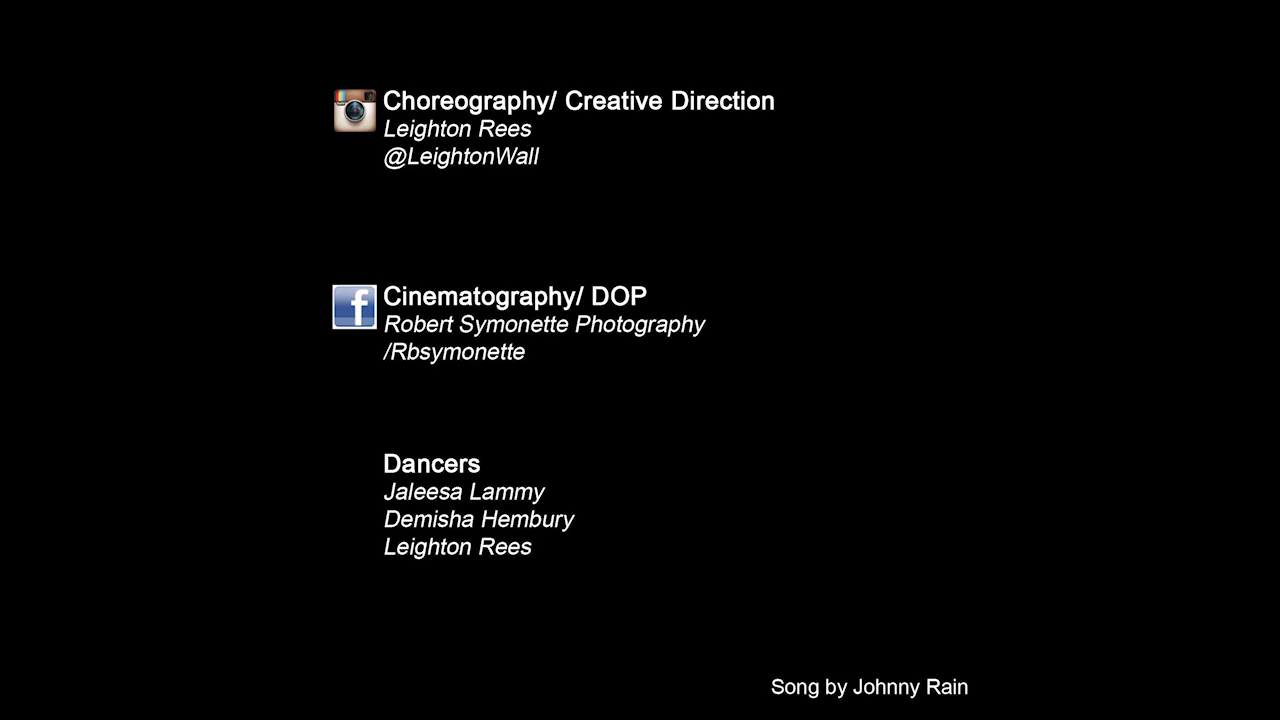 Choreography/ Creative Direction
Leighton Rees
@LeightonWall
Cinematography/ DOP
Robert Symonette Photography
/Rbsymonette
Dancers
Jaleesa Lammy
Demisha Hembury
Leighton Rees
Song by Johnny Rain